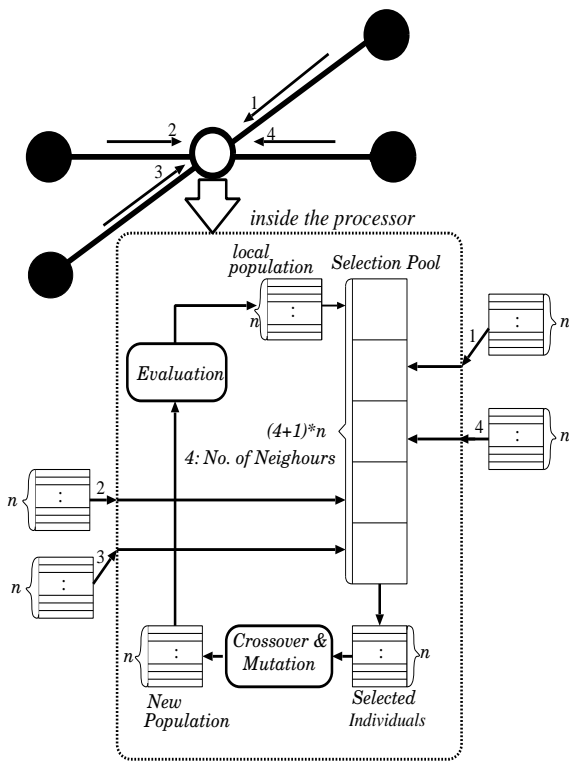 1
2
4
3
inside the processor
local
population
Selection Pool
:
n
:
n
1
Evaluation
(4+1)*n
4: No. of Neighours
4
:
n
n
:
2
n
:
3
n
:
Crossover &
Mutation
:
n
New
Population
Selected
Individuals